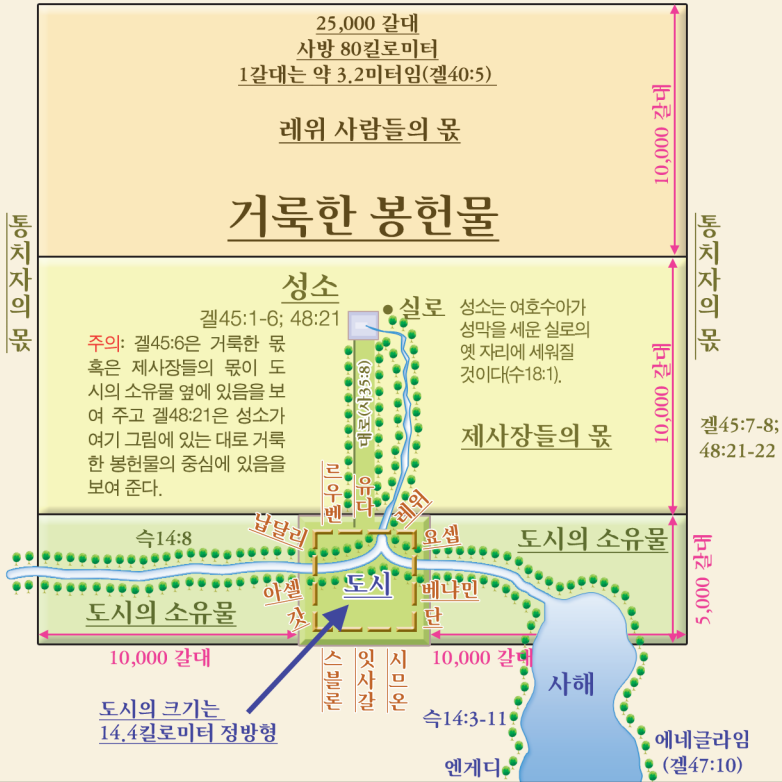 25,000 갈대
사방 80킬로미터
1갈대는 약 3.2미터임(겔40:5)
레위 사람들의 몫
10,000 갈대
거룩한 봉헌물
통치자의 몫
통치자의 몫
성소
겔45:1-6; 48:21
실로
성소는 여호수아가
성막을 세운 실로의
옛 자리에 세워질
것이다(수18:1).
주의: 겔45:6은 거룩한 몫
혹은 제사장들의 몫이 도
시의 소유물 옆에 있음을 보
여 주고 겔48:21은 성소가
여기 그림에 있는 대로 거룩
한 봉헌물의 중심에 있음을
보여 준다.
대로(사35:8)
제사장들의 몫
10,000 갈대
겔45:7-8;
48:21-22
르우벤
유다
레위
납달리
요셉
슥14:8
도시의 소유물
도시
아셀
베냐민
갓
단
도시의 소유물
5,000 갈대
10,000 갈대
10,000 갈대
스블론
잇사갈
시므온
사해
도시의 크기는
14.4킬로미터 정방형
슥14:3-11
엔게디
에네글라임
(겔47:10)